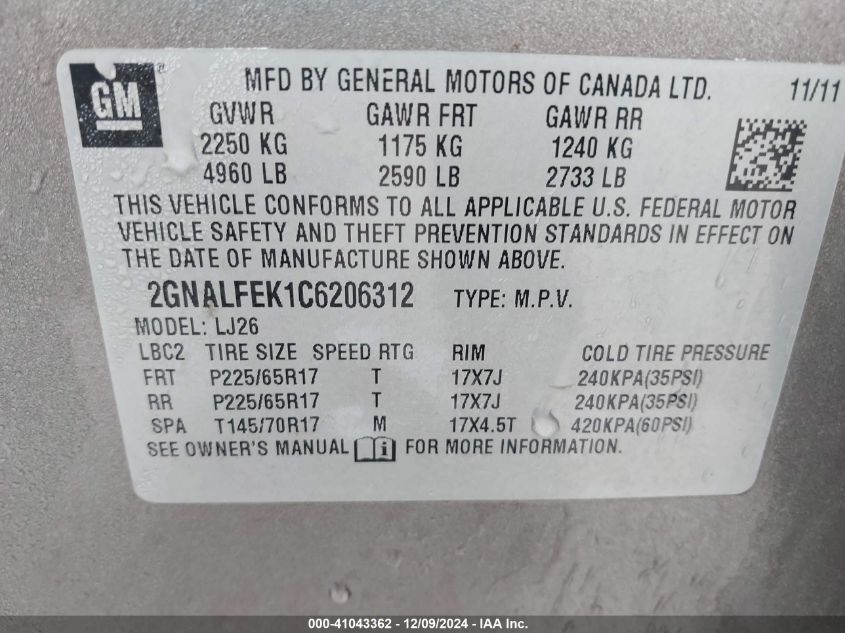 GM
MFD BY GENERAL MOTORS OF CANADA LTD. 11/11
GVWR GAWR FRT GAWR RR
2250 KG 1175 KG 1240 KG
4960 LB 2590 LB 2733 LB
THIS VEHICLE CONFORMS TO ALL APPLICABLE U.S. FEDERAL MOTOR
VEHICLE SAFETY AND THEFT PREVENTION STANDARDS IN EFFECT ON
THE DATE OF MANUFACTURE SHOWN ABOVE.
2GNALFEK1C6206312 TYPE: M.P.V.
MODEL: LJ26
LBC2 TIRE SIZE SPEED RTG RIM COLD TIRE PRESSURE
FRT P225/65R17 T 17X7J 240KPA(35PSI)
RR P225/65R17 T 17X7J 240KPA(35PSI)
SPA T145/70R17 M 17X4.5T 420KPA(60PSI)
SEE OWNER'S MANUAL i FOR MORE INFORMATION.
000-41043362 - 12/09/2024 - IAA Inc.